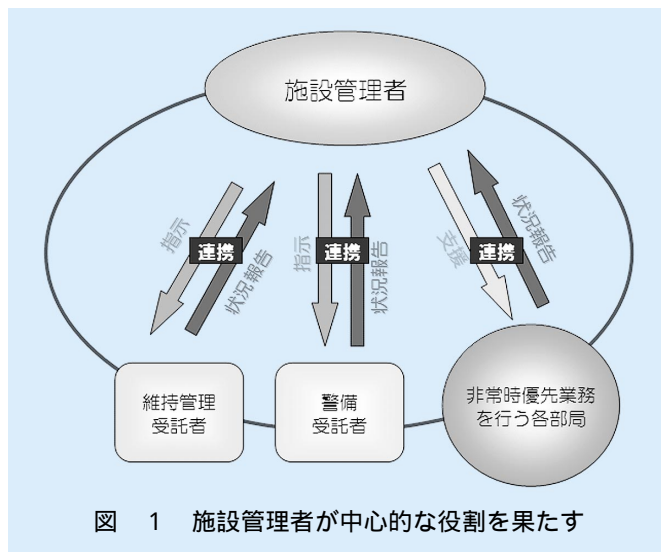 施設管理者
指示
連携
状況報告
指示
連携
状況報告
支援
連携
状況報告
維持管理
受託者
警備
受託者
非常時優先業務
を行う各部局
図　1　施設管理者が中心的な役割を果たす